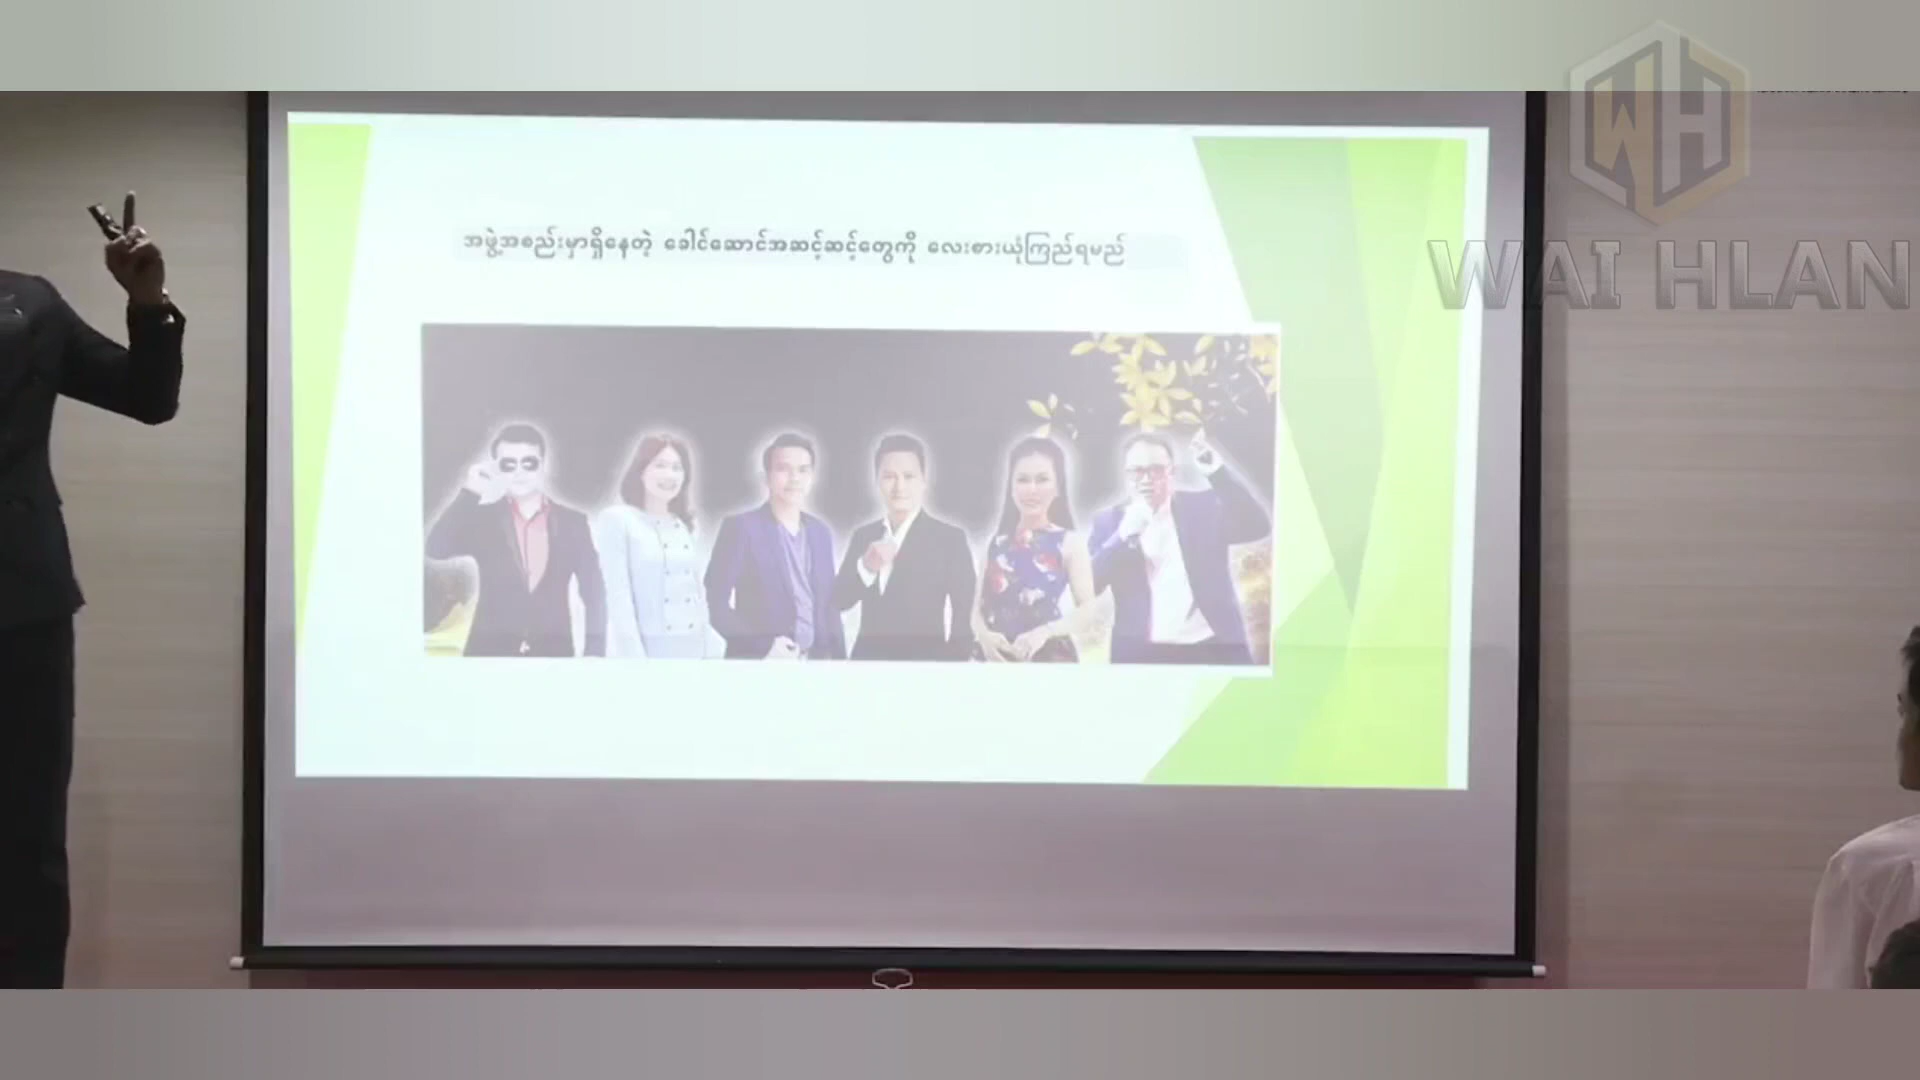 WH
WAI HLAN
အဖွဲ့အစည်းမှာရှိနေတဲ့ ခေါင်ဆောင်အဆင့်ဆင့်တွေကို လေးစားယုံကြည်ရမည်